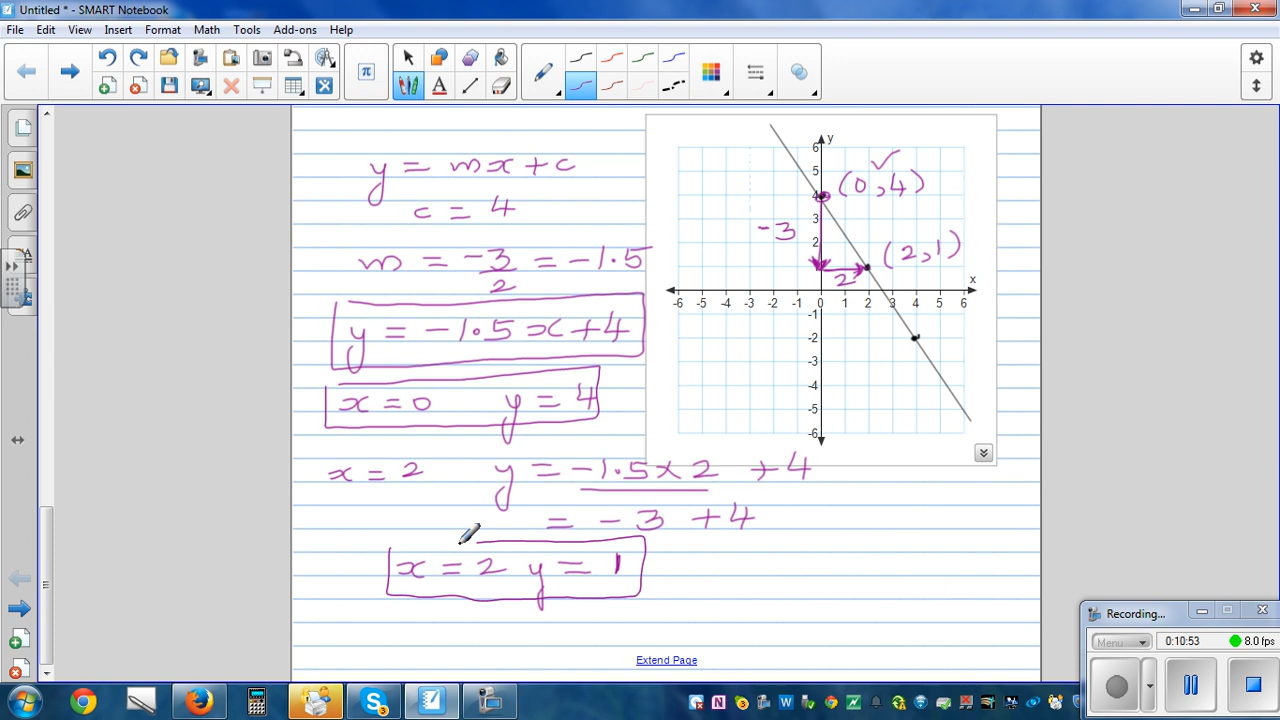 Untitled * - SMART Notebook
File Edit View Insert Format Math Tools Add-ons Help
π
A
y = mx + c
c = 4
m = -3/2 = -1.5
y = -1.5x + 4
x = 0 y = 4
x = 2 y = -1.5 × 2 + 4
= -3 + 4
x = 2 y = 1
y
6
5
4
3
2
(0,4)
-3
(2,1)
2
x
-6 -5 -4 -3 -2 -1 0 1 2 3 4 5 6
-1
-2
-3
-4
-5
-6
Extend Page
Recording...
Menu
0:10:53
8.0 fps